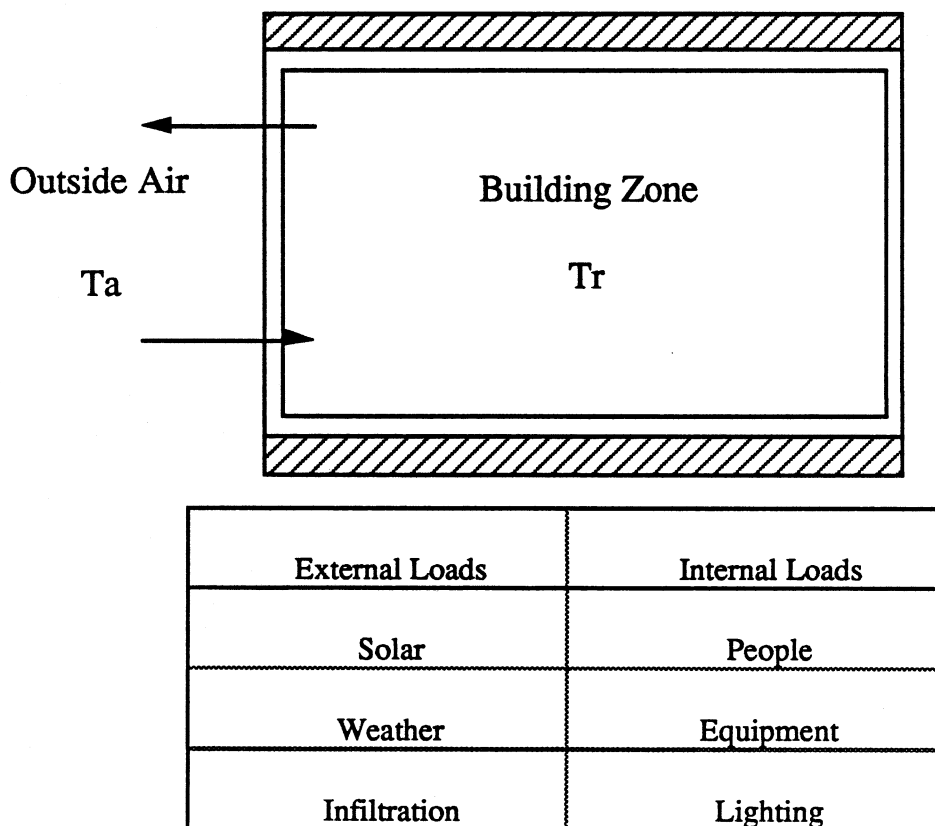 Outside Air
Building Zone
Ta
Tr
External Loads Internal Loads
Solar People
Weather Equipment
Infiltration Lighting